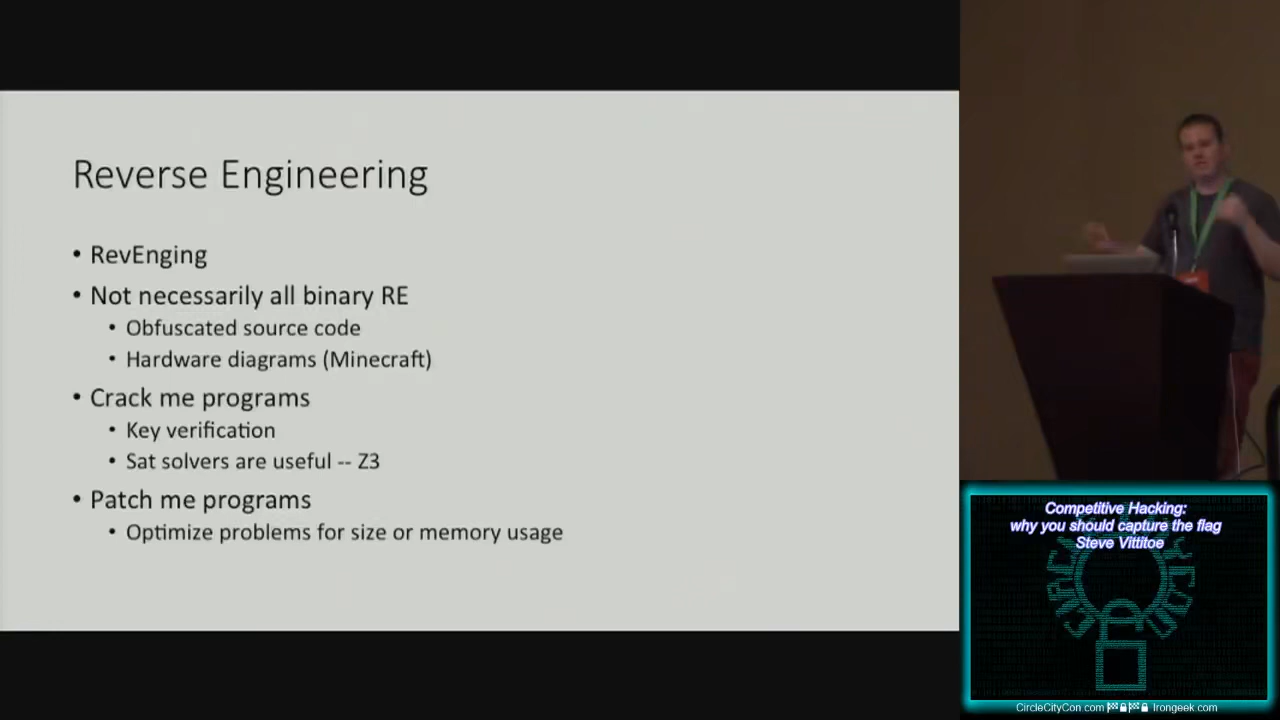 Reverse Engineering
• RevEnging
• Not necessarily all binary RE
• Obfuscated source code
• Hardware diagrams (Minecraft)
• Crack me programs
• Key verification
• Sat solvers are useful -- Z3
• Patch me programs
• Optimize problems for size or memory usage
Competitive Hacking:
why you should capture the flag
Steve Vittitoe
CircleCityCon.com Irongeek.com